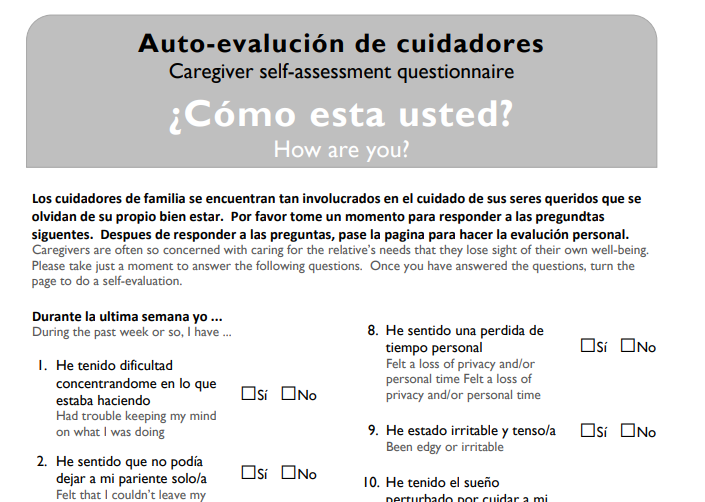 Auto-evalución de cuidadores
Caregiver self-assessment questionnaire
¿Cómo esta usted?
How are you?
Los cuidadores de familia se encuentran tan involucrados en el cuidado de sus seres queridos que se
olvidan de su propio bien estar. Por favor tome un momento para responder a las pregundtas
siguentes. Despues de responder a las preguntas, pase la pagina para hacer la evalución personal.
Caregivers are often so concerned with caring for the relative's needs that they lose sight of their own well-being.
Please take just a moment to answer the following questions. Once you have answered the questions, turn the
page to do a self-evaluation.
Durante la ultima semana yo ...
During the past week or so, I have ...
1. He tenido dificultad
concentrandome en lo que
estaba haciendo
☐Sí ☐No
Had trouble keeping my mind
on what I was doing
2. He sentido que no podía
dejar a mi pariente solo/a
☐Sí ☐No
Felt that I couldn't leave my
8. He sentido una perdida de
tiempo personal
☐Sí ☐No
Felt a loss of privacy and/or
personal time Felt a loss of
privacy and/or personal time
9. He estado irritable y tenso/a
☐Sí ☐No
Been edgy or irritable
10. He tenido el sueño
perturbado por cuidar a mi